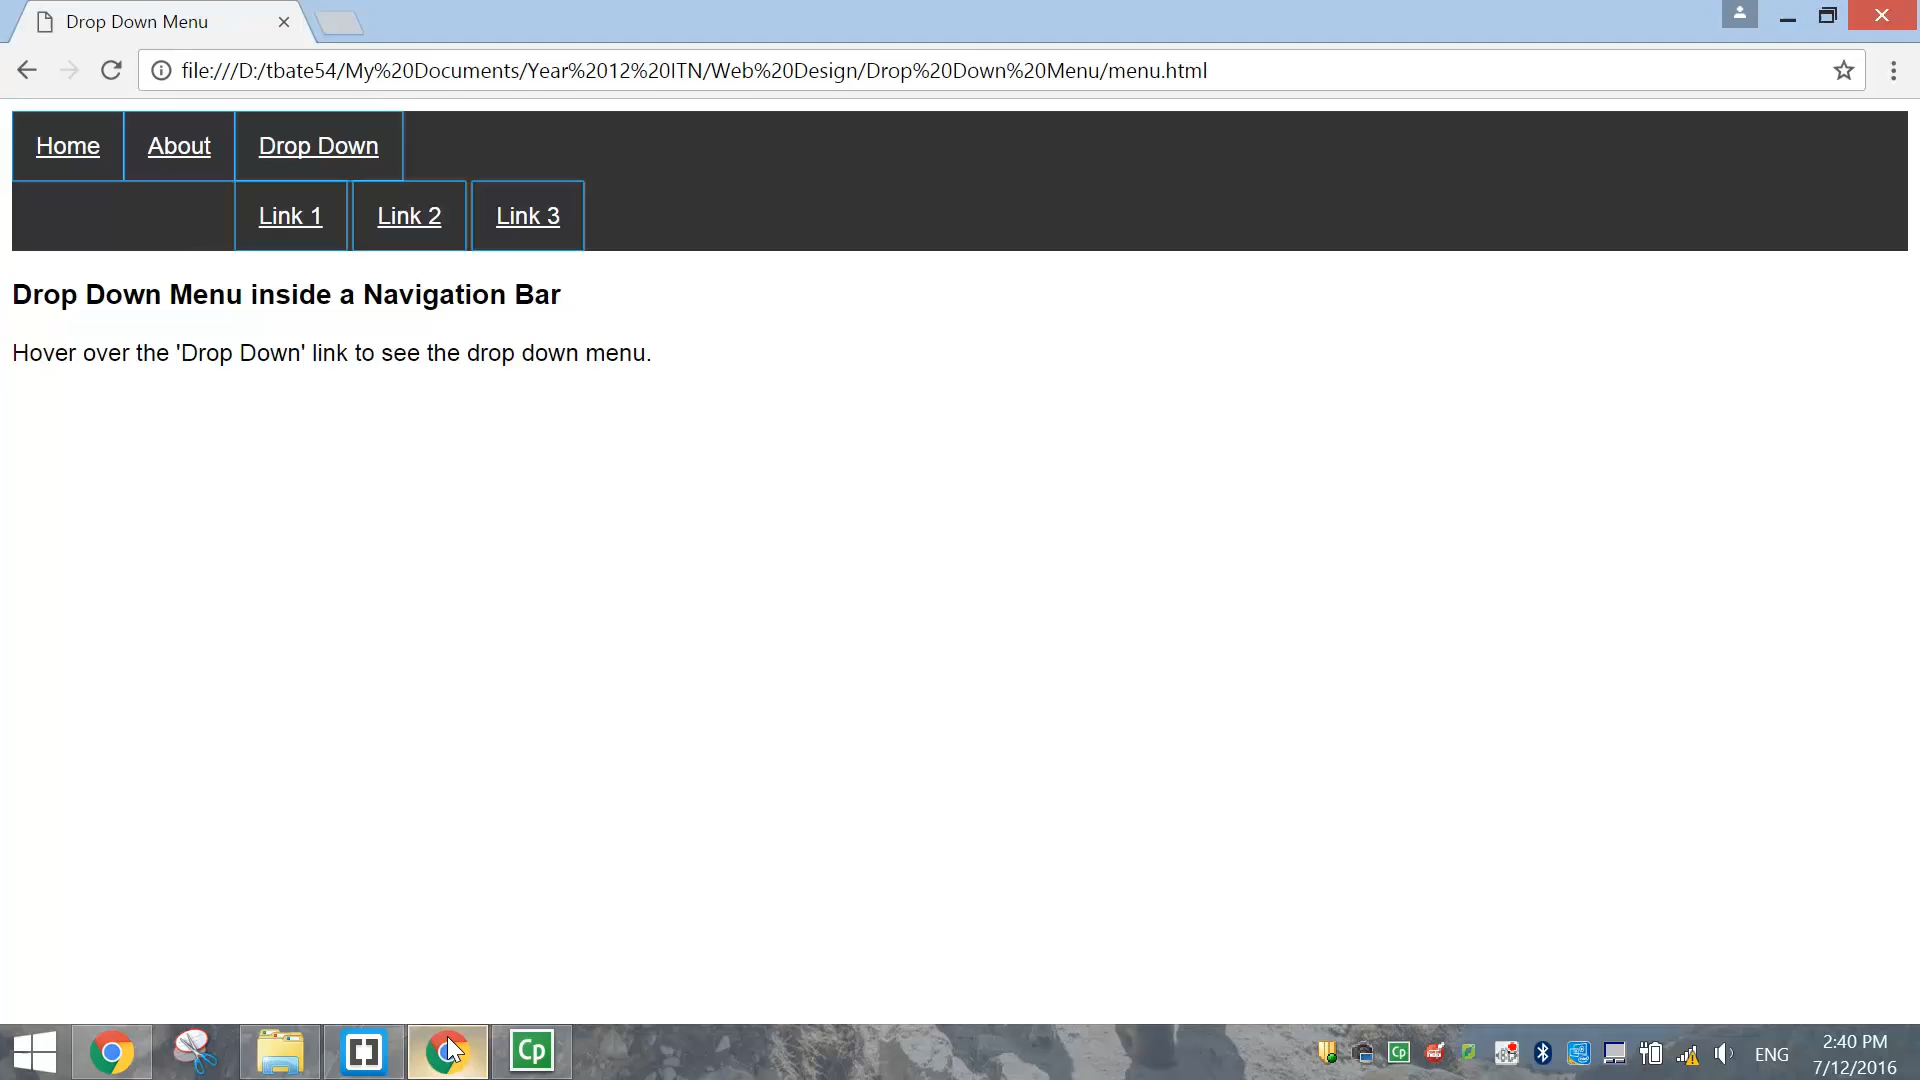 Drop Down Menu
file:///D:/tbate54/My%20Documents/Year%2012%20ITN/Web%20Design/Drop%20Down%20Menu/menu.html
Home About Drop Down
Link 1 Link 2 Link 3
Drop Down Menu inside a Navigation Bar
Hover over the 'Drop Down' link to see the drop down menu.
Cp Cp ENG 2:40 PM
7/12/2016